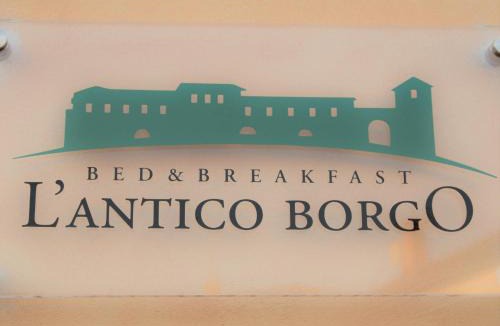 BED & BREAKFAST
L'ANTICO BORGO